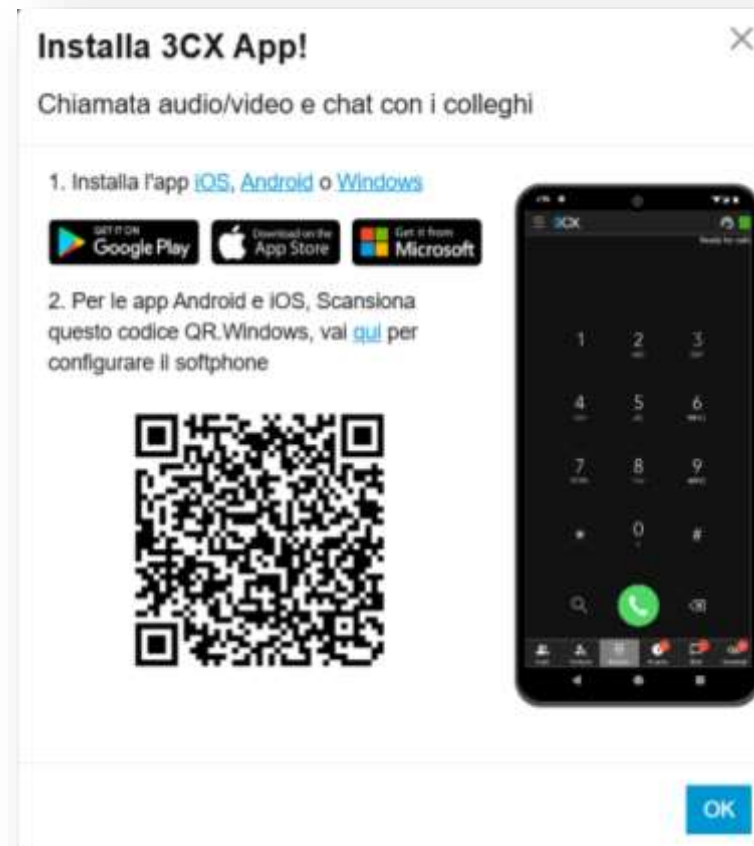 Installa 3CX App!
Chiamata audio/video e chat con i colleghi
1. Installa l'app iOS, Android o Windows
GET IT ON
Google Play
Download on the
App Store
Get it from
Microsoft
2. Per le app Android e iOS, Scansiona
questo codice QR.Windows, vai qui per
configurare il softphone
3CX
Ready for calls
1 2 3
4 5 6
7 8 9
* 0 #
OK